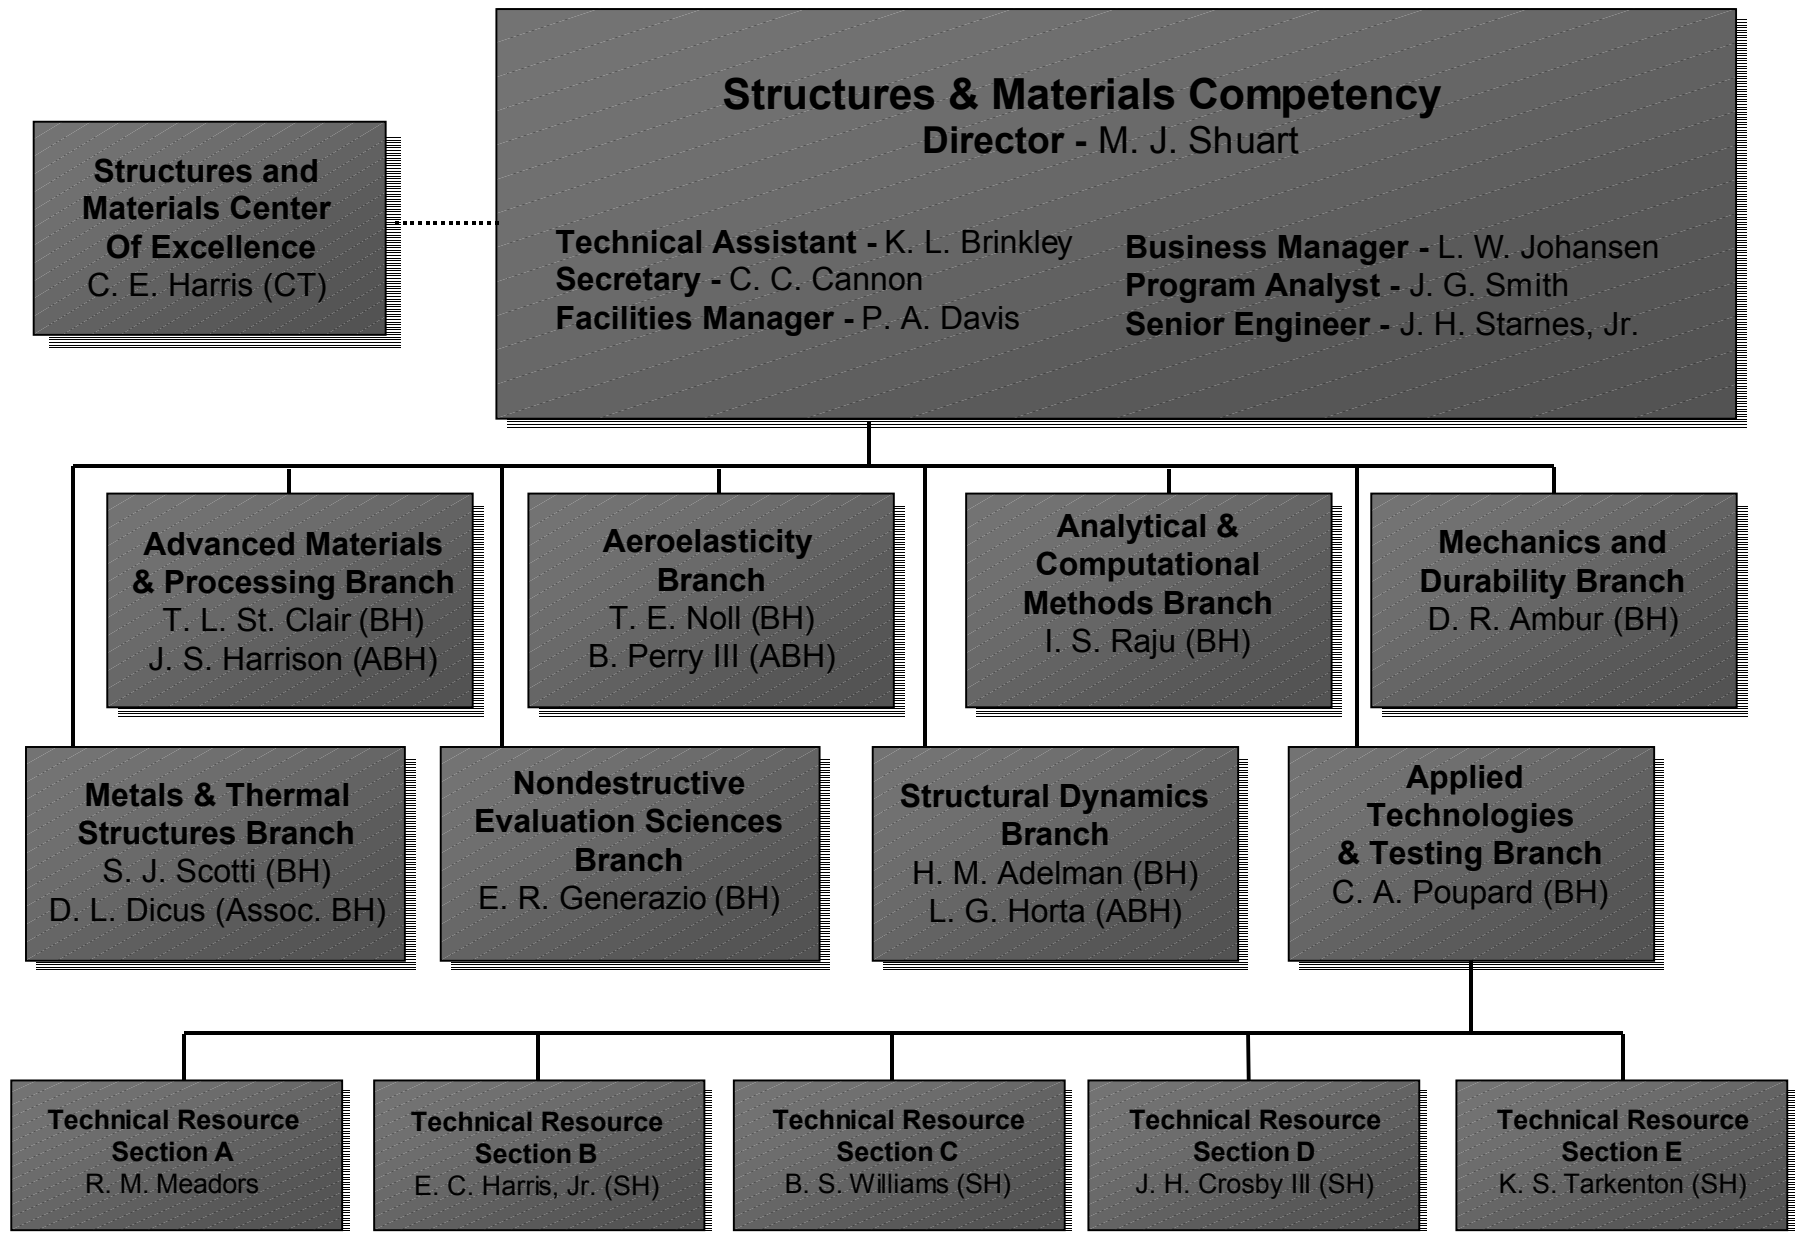 Structures & Materials Competency
Director - M. J. Shuart
Structures and
Materials Center
Of Excellence
C. E. Harris (CT)
Technical Assistant - K. L. Brinkley
Secretary - C. C. Cannon
Facilities Manager - P. A. Davis
Business Manager - L. W. Johansen
Program Analyst - J. G. Smith
Senior Engineer - J. H. Starnes, Jr.
Advanced Materials
& Processing Branch
T. L. St. Clair (BH)
J. S. Harrison (ABH)
Aeroelasticity
Branch
T. E. Noll (BH)
B. Perry III (ABH)
Analytical &
Computational
Methods Branch
I. S. Raju (BH)
Mechanics and
Durability Branch
D. R. Ambur (BH)
Metals & Thermal
Structures Branch
S. J. Scotti (BH)
D. L. Dicus (Assoc. BH)
Nondestructive
Evaluation Sciences
Branch
E. R. Generazio (BH)
Structural Dynamics
Branch
H. M. Adelman (BH)
L. G. Horta (ABH)
Applied
Technologies
& Testing Branch
C. A. Poupard (BH)
Technical Resource
Section A
R. M. Meadors
Technical Resource
Section B
E. C. Harris, Jr. (SH)
Technical Resource
Section C
B. S. Williams (SH)
Technical Resource
Section D
J. H. Crosby III (SH)
Technical Resource
Section E
K. S. Tarkenton (SH)